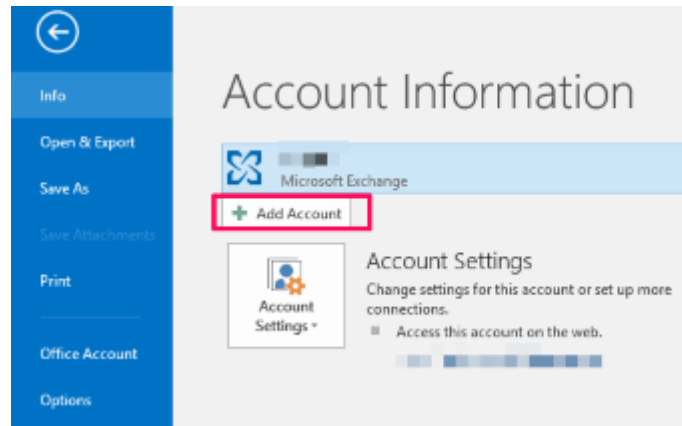 Info
Open & Export
Save As
Save Attachments
Print
Office Account
Options
Account Information
Microsoft Exchange
+ Add Account
Account
Settings
Account Settings
Change settings for this account or set up more
connections.
Access this account on the web.